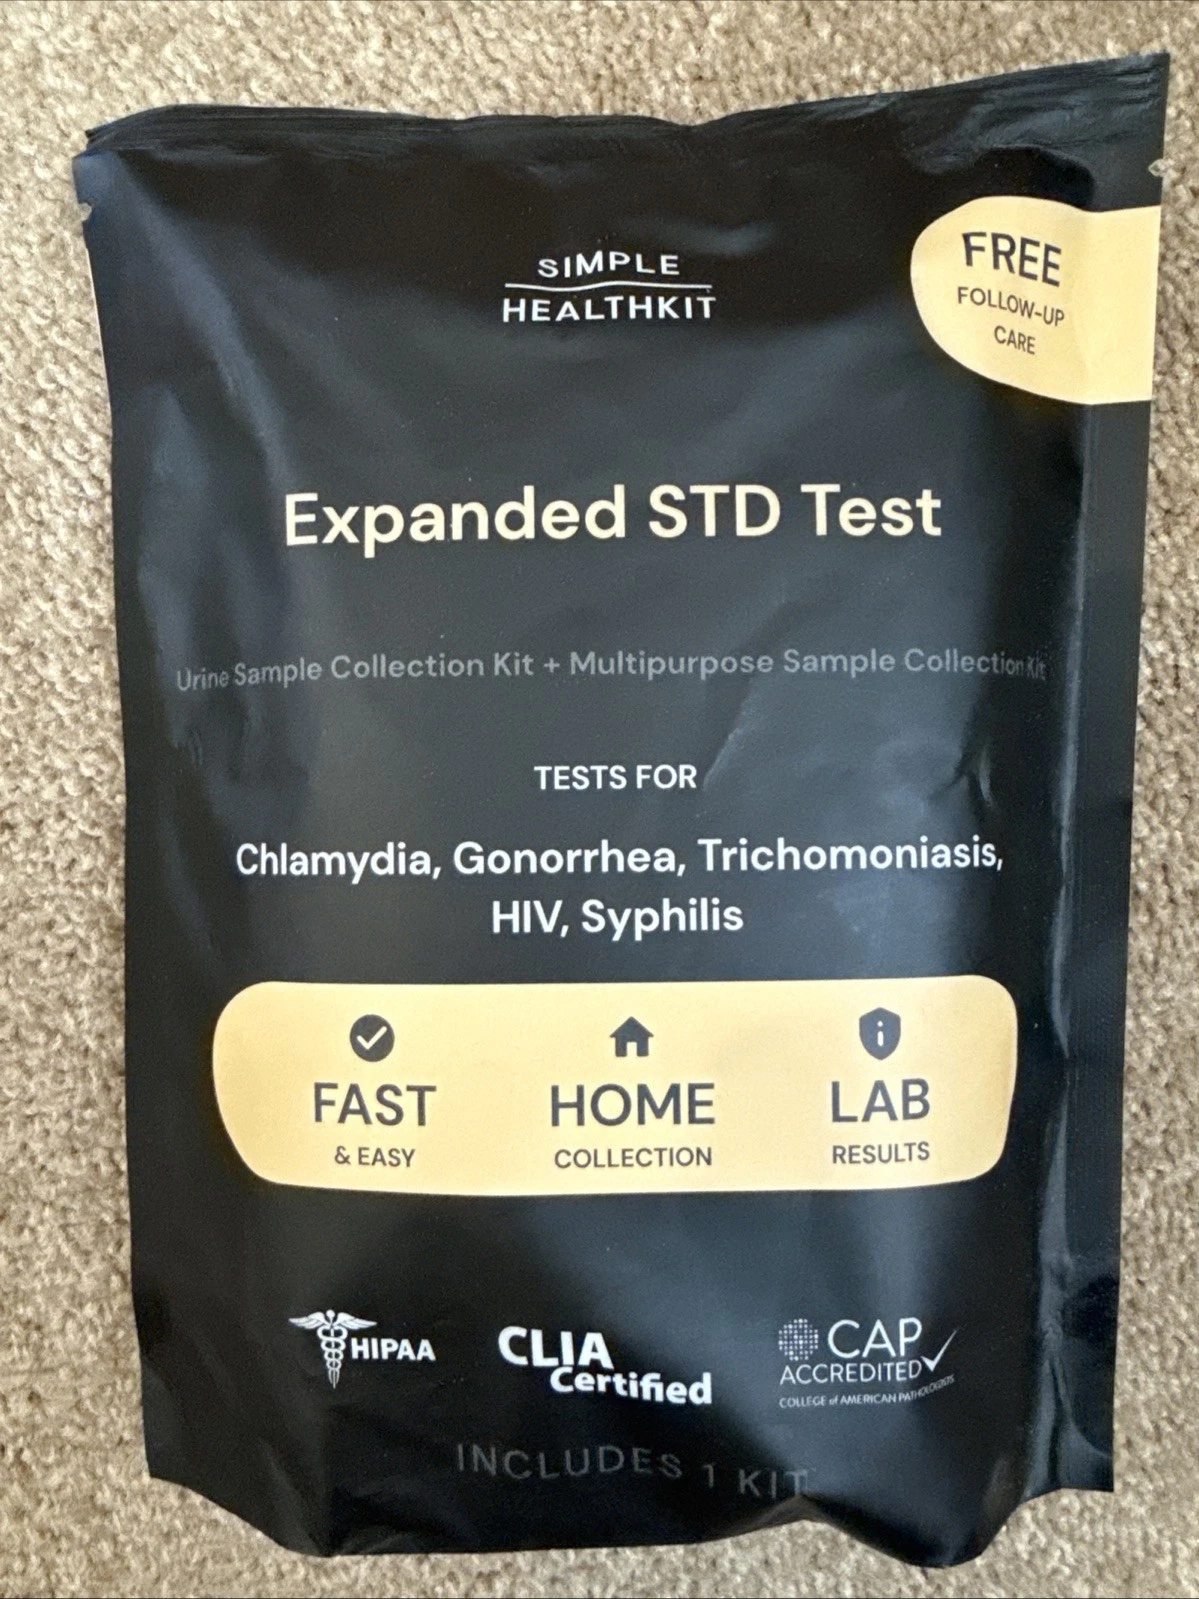 SIMPLE
HEALTHKIT
FREE
FOLLOW-UP
CARE
Expanded STD Test
Urine Sample Collection Kit + Multipurpose Sample Collection Kit
TESTS FOR
Chlamydia, Gonorrhea, Trichomoniasis,
HIV, Syphilis
FAST
& EASY
HOME
COLLECTION
LAB
RESULTS
HIPAA
CLIA
Certified
CAP
ACCREDITED
COLLEGE of AMERICAN PATHOLOGISTS
INCLUDES 1 KIT